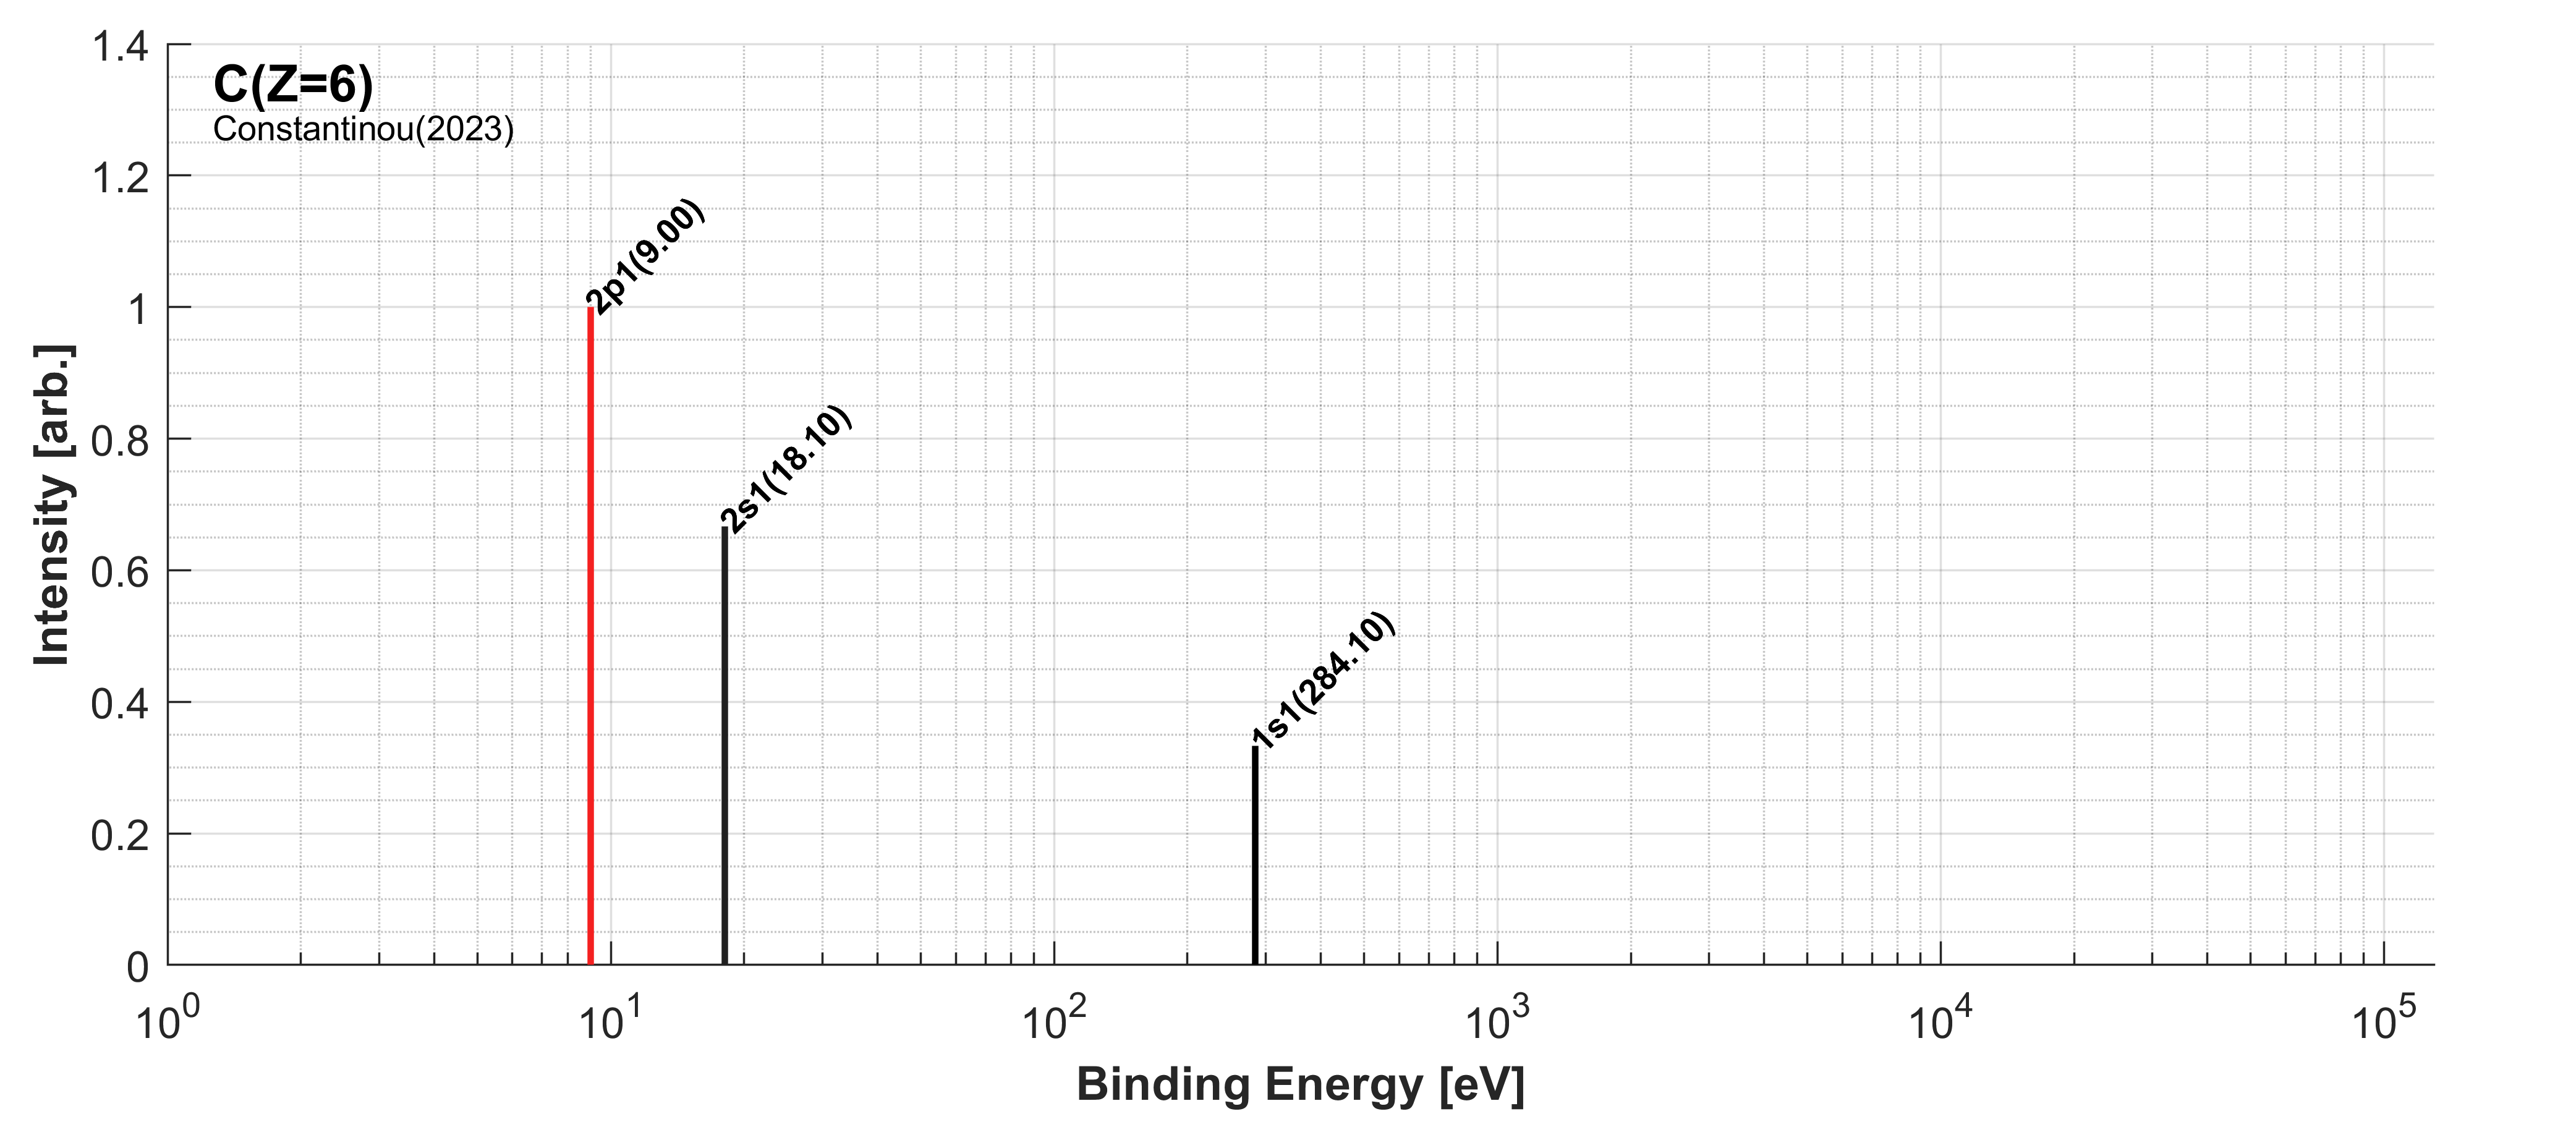 C(Z=6)
Constantinou(2023)
1.4
1.2
1
0.8
0.6
0.4
0.2
0
Intensity [arb.]
2p1(9.00)
2s1(18.10)
1s1(284.10)
10^0 10^1 10^2 10^3 10^4 10^5
Binding Energy [eV]